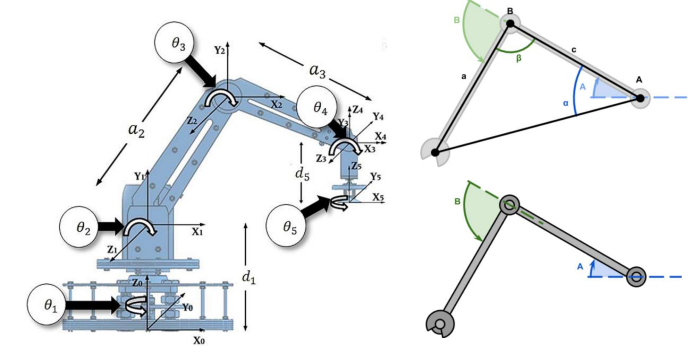 θ3
Y2
a3
X2
Z2
θ4
Z4
Y3
Y4
X4
X3
Z3
a2
d5
Z5
Y5
X5
θ5
Y1
θ2
X1
Z1
d1
Z0
θ1
Y0
X0
B
B
c
a
β
A
A
α
B
A